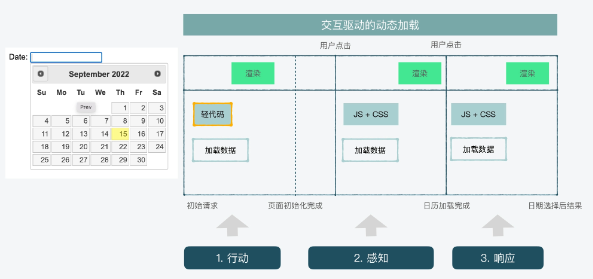 交互驱动的动态加载
用户点击 用户点击
Date:
September 2022
Su Mo Tu We Th Fr Sa
Prev
1 2 3
4 5 6 7 8 9 10
11 12 13 14 15 16 17
18 19 20 21 22 23 24
25 26 27 28 29 30
渲染 渲染 渲染
轻代码 JS + CSS JS + CSS
加载数据 加载数据 加载数据
初始请求 页面初始化完成 日历加载完成 日期选择后结果
1. 行动 2. 感知 3. 响应